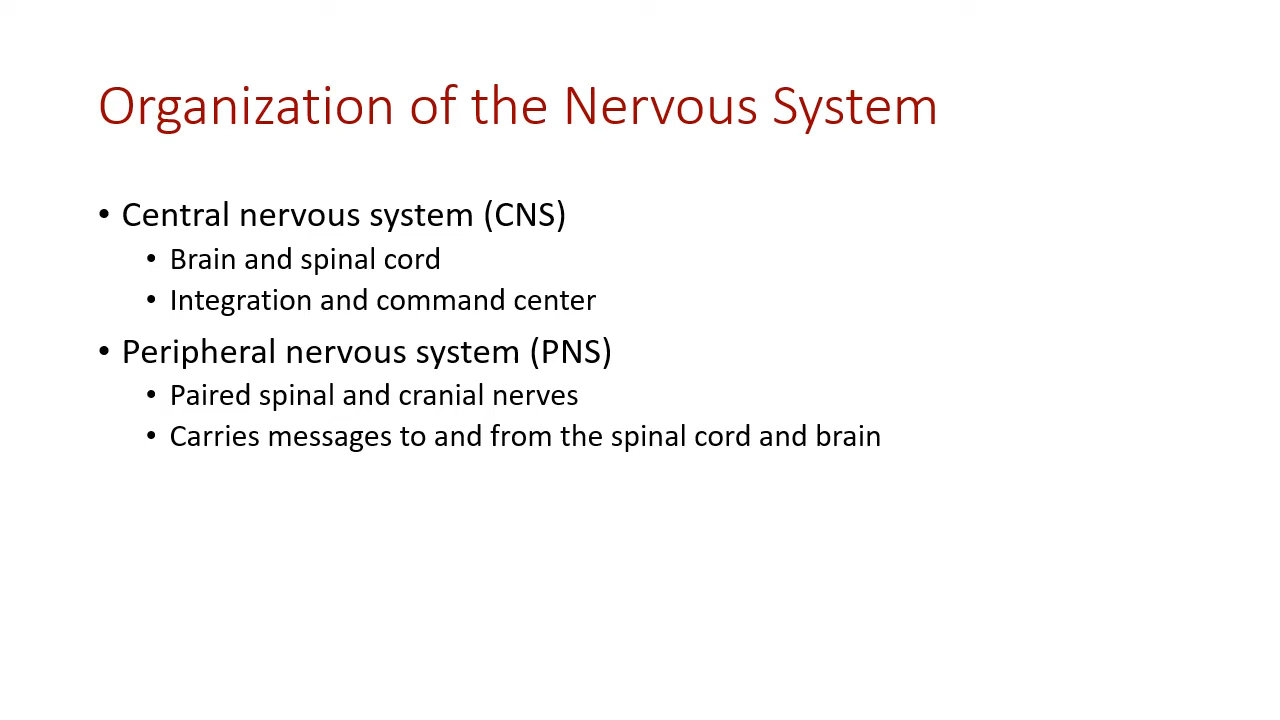 Organization of the Nervous System
• Central nervous system (CNS)
• Brain and spinal cord
• Integration and command center
• Peripheral nervous system (PNS)
• Paired spinal and cranial nerves
• Carries messages to and from the spinal cord and brain